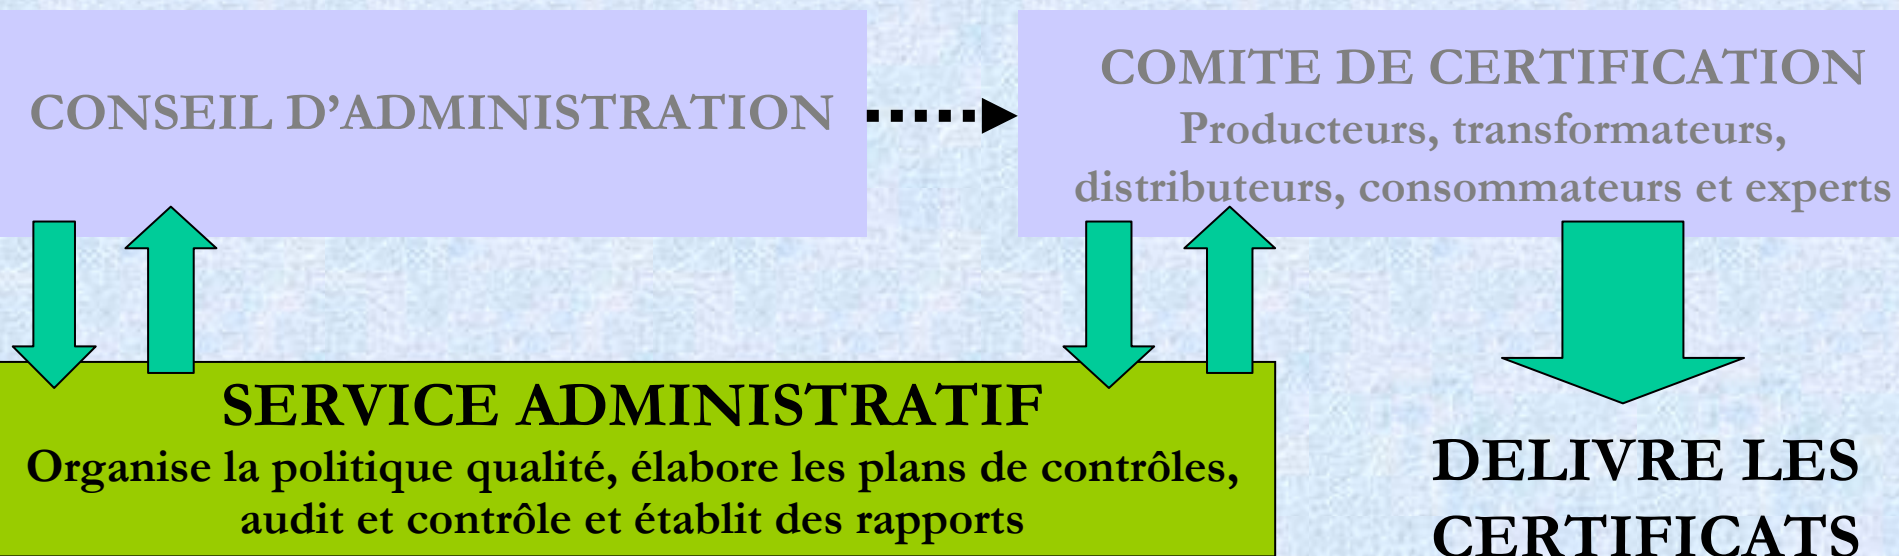 CONSEIL D’ADMINISTRATION
COMITE DE CERTIFICATION
Producteurs, transformateurs,
distributeurs, consommateurs et experts
SERVICE ADMINISTRATIF
Organise la politique qualité, élabore les plans de contrôles,
audit et contrôle et établit des rapports
DELIVRE LES
CERTIFICATS